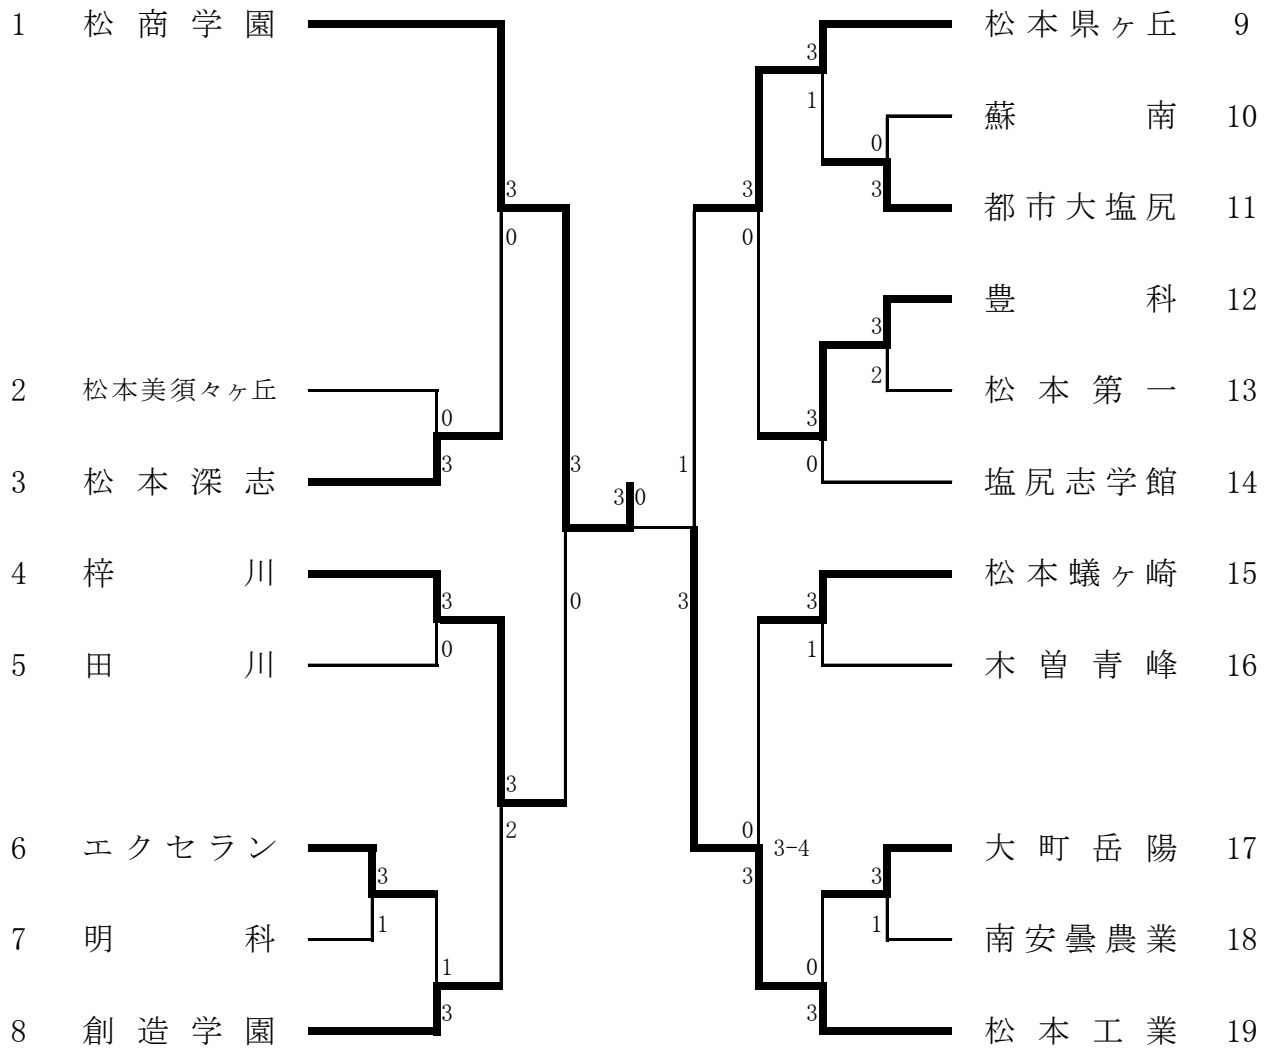 1 松商学園
3
0
2 松本美須々ヶ丘
0
3
3 松本深志
4 梓川
3
0
5 田川
3
2
6 エクセラン
3
1
7 明科
1
3
8 創造学園
3
0
3 0
1
3
松本県ヶ丘 9
3
1
蘇南 10
0
3
都市大塩尻 11
3
0
豊科 12
3
2
松本第一 13
3
0
塩尻志学館 14
松本蟻ヶ崎 15
3
1
木曽青峰 16
0
3-4
3
大町岳陽 17
3
1
南安曇農業 18
0
3
松本工業 19